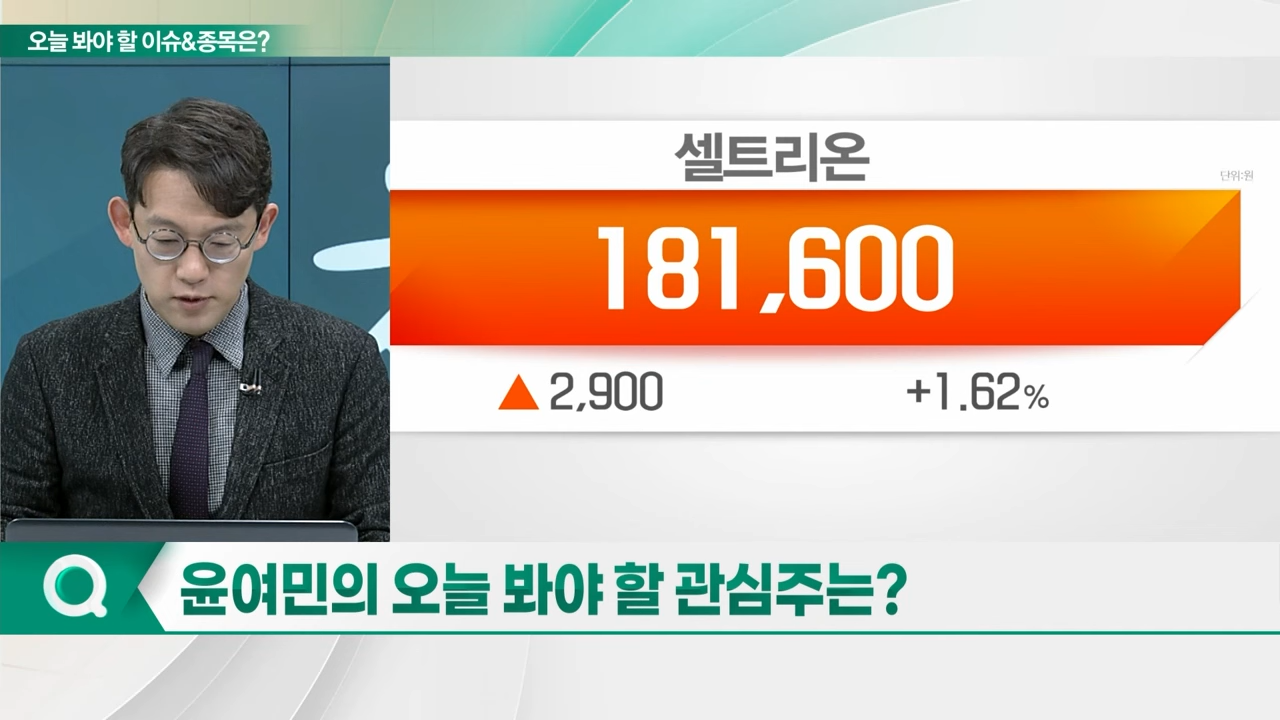 오늘 봐야 할 이슈&종목은?
셀트리온
단위:원
181,600
▲ 2,900 +1.62%
윤여민의 오늘 봐야 할 관심주는?